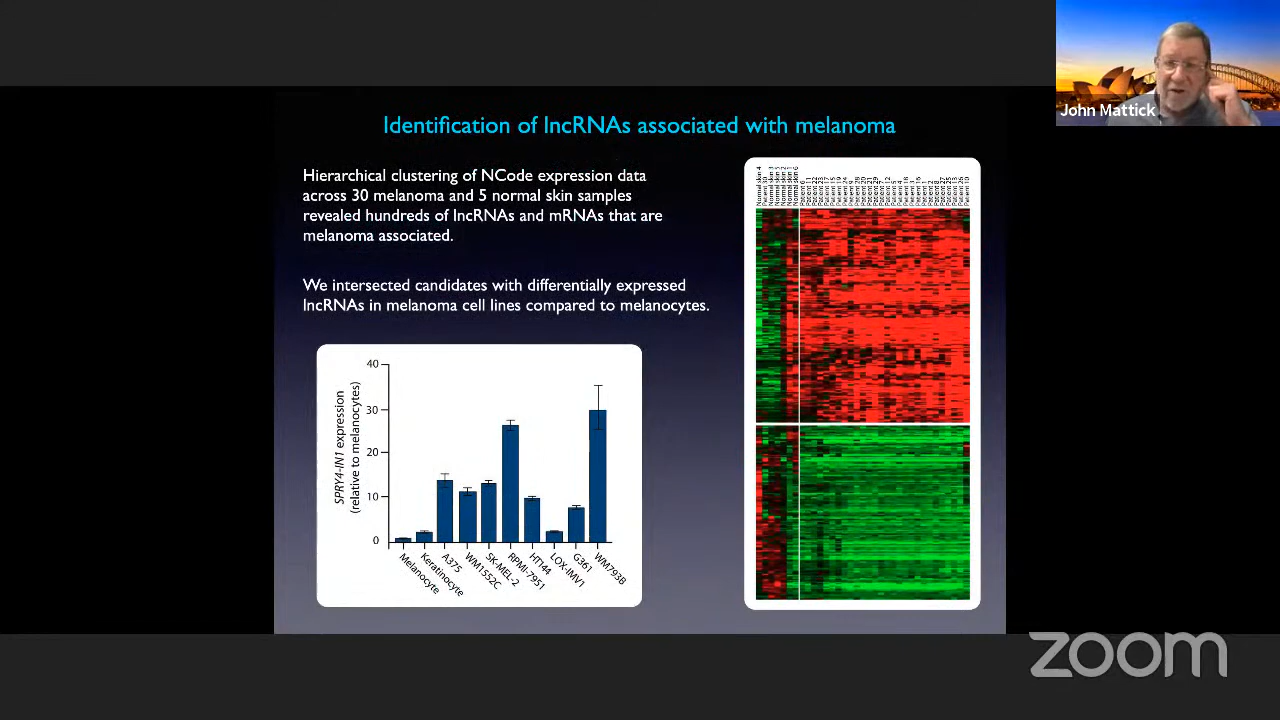 John Mattick
Identification of lncRNAs associated with melanoma
Hierarchical clustering of NCode expression data
across 30 melanoma and 5 normal skin samples
revealed hundreds of lncRNAs and mRNAs that are
melanoma associated.
We intersected candidates with differentially expressed
lncRNAs in melanoma cell lines compared to melanocytes.
SPRY4-IN1 expression
(relative to melanocytes)
40
30
20
10
0
Melanocyte
Keratinocyte
A375
WM1552C
SK-MEL-2
RPMI-7951
HT144
LOX-IMV1
G361
WM793B
zoom